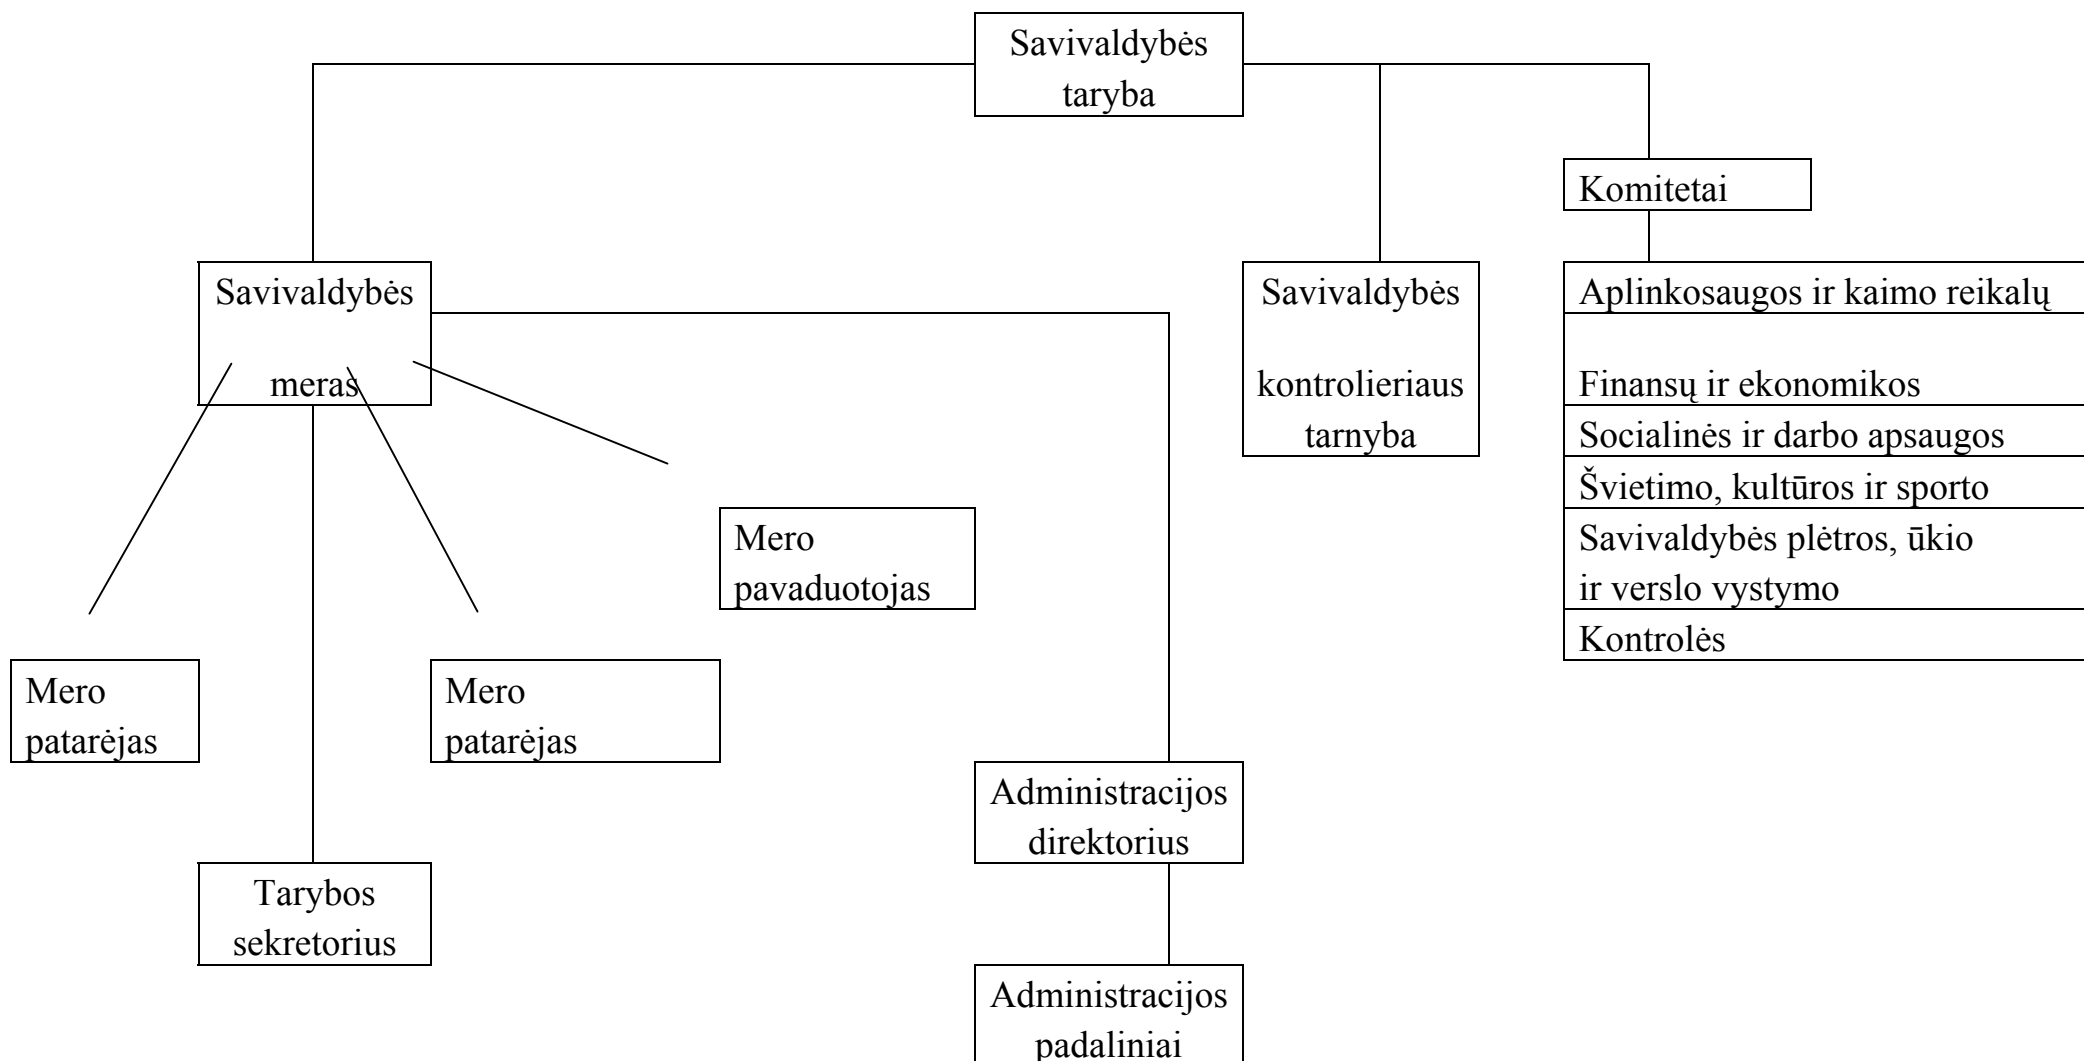 Savivaldybės
taryba
Komitetai
Savivaldybės
meras
Savivaldybės
kontrolieriaus
tarnyba
Aplinkosaugos ir kaimo reikalų
Finansų ir ekonomikos
Socialinės ir darbo apsaugos
Švietimo, kultūros ir sporto
Savivaldybės plėtros, ūkio
ir verslo vystymo
Kontrolės
Mero
pavaduotojas
Mero
patarėjas
Mero
patarėjas
Administracijos
direktorius
Tarybos
sekretorius
Administracijos
padaliniai